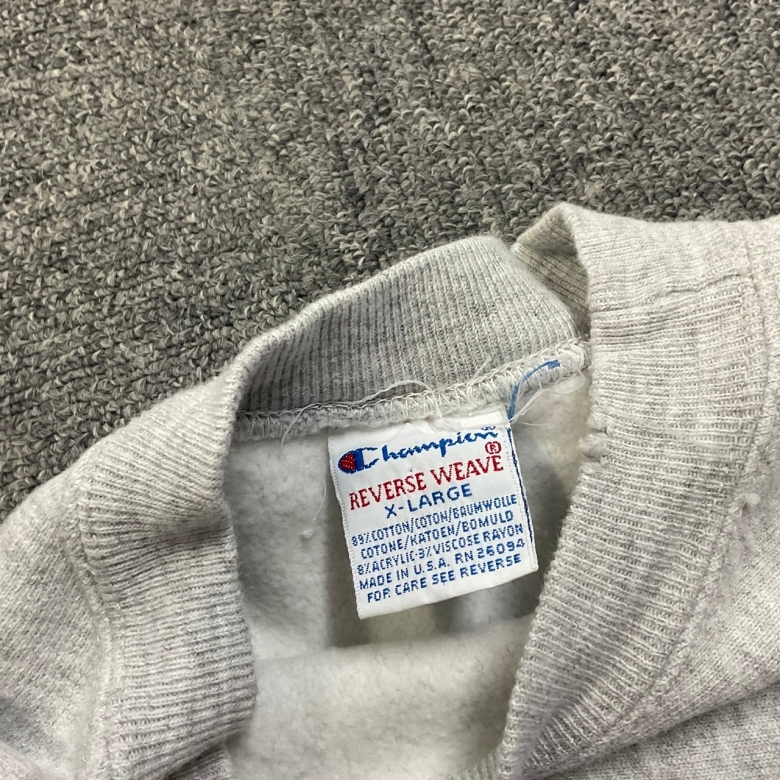 Champion®
REVERSE WEAVE
X-LARGE
89% COTTON/COTON/BAUMWOLLE
COTONE/KATOEN/BOMULD
8% ACRYLIC-3% VISCOSE RAYON
MADE IN U.S.A. RN 26094
FOR CARE SEE REVERSE